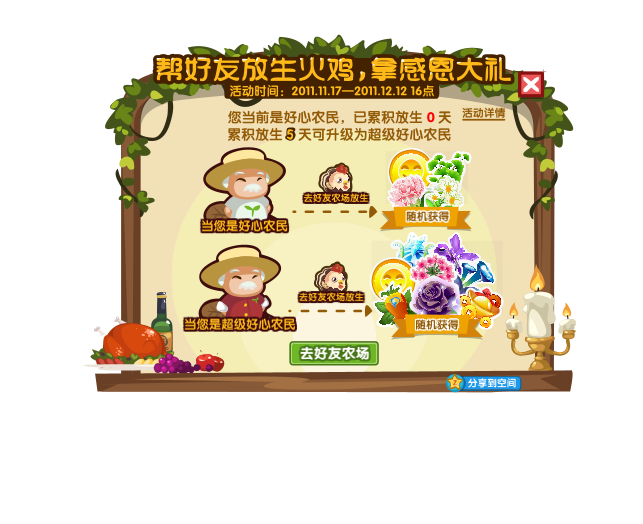 帮好友放生火鸡,拿感恩大礼
活动时间：2011.11.17—2011.12.12 16点
您当前是好心农民，已累积放生 0 天
活动详情
累积放生 5 天可升级为超级好心农民
去好友农场放生
随机获得
当您是好心农民
去好友农场放生
当您是超级好心农民
随机获得
去好友农场
分享到空间